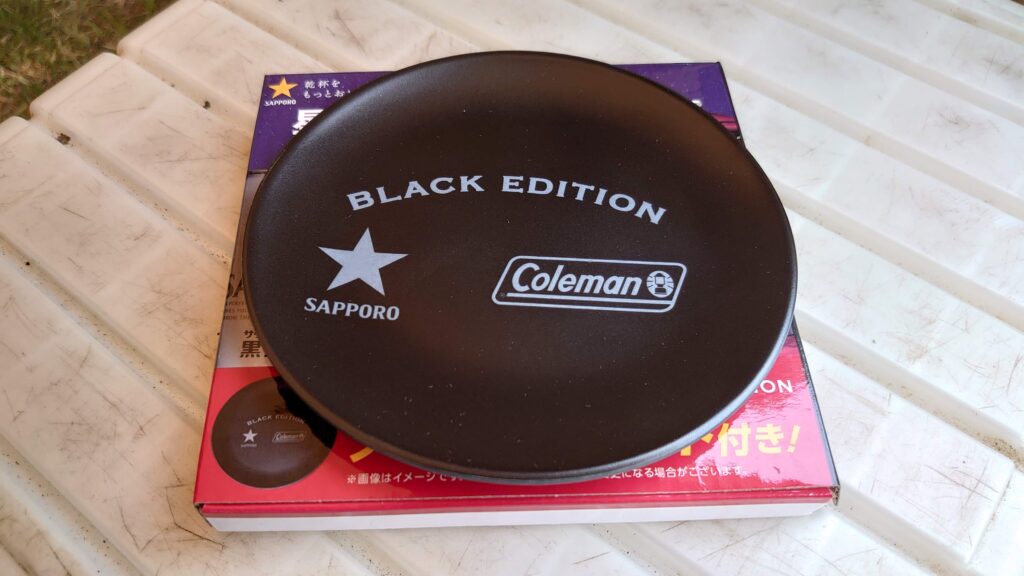 SAPPORO
乾杯を
もっとお
BLACK EDITION
SAPPORO
Coleman
黒
BLACK EDITION
SAPPORO
Coleman
ION
付き!
※画像はイメージで
になる場合がございます。